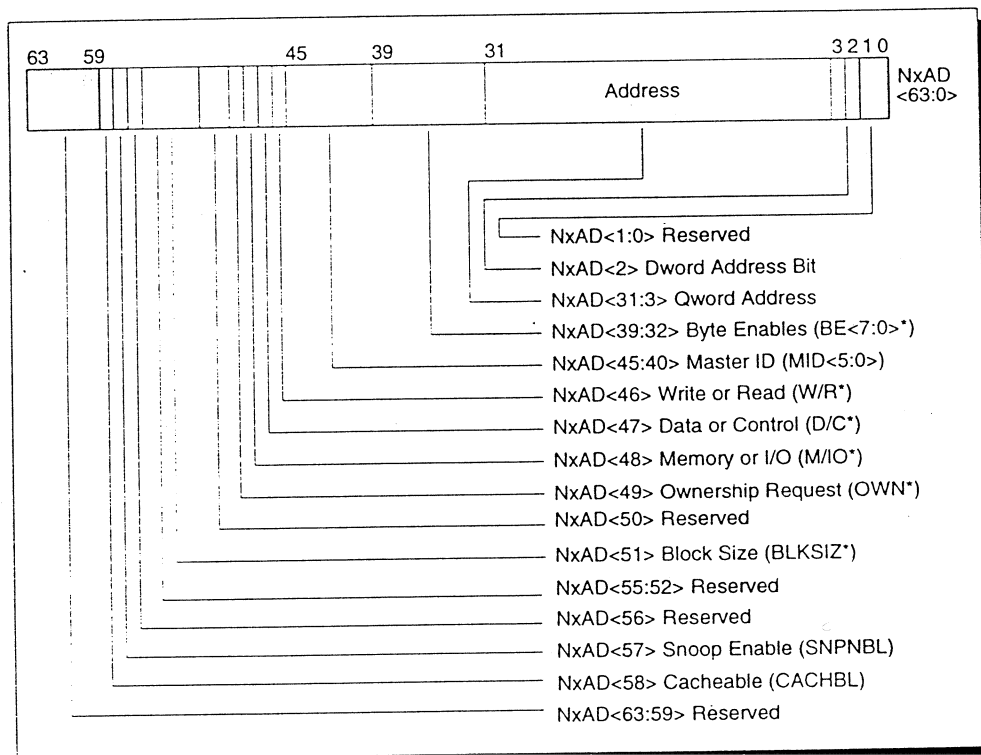 63 59 45 39 31 3 2 1 0
Address
NxAD
<63:0>
NxAD<1:0> Reserved
NxAD<2> Dword Address Bit
NxAD<31:3> Qword Address
NxAD<39:32> Byte Enables (BE<7:0>*)
NxAD<45:40> Master ID (MID<5:0>)
NxAD<46> Write or Read (W/R*)
NxAD<47> Data or Control (D/C*)
NxAD<48> Memory or I/O (M/IO*)
NxAD<49> Ownership Request (OWN*)
NxAD<50> Reserved
NxAD<51> Block Size (BLKSIZ*)
NxAD<55:52> Reserved
NxAD<56> Reserved
NxAD<57> Snoop Enable (SNPNBL)
NxAD<58> Cacheable (CACHBL)
NxAD<63:59> Reserved